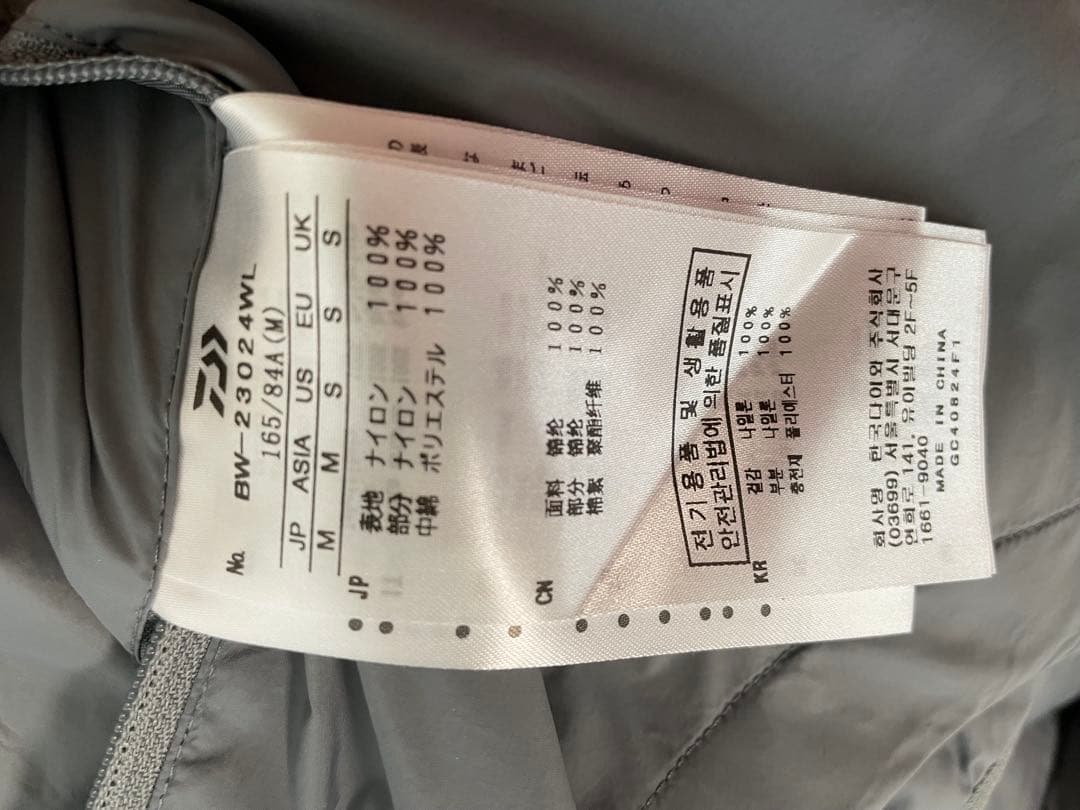 No. BW-23024WL
165/84A(M)
JP ASIA US EU UK
M M S S S
JP
表地 ナイロン 100%
部分 ナイロン 100%
中綿 ポリエステル 100%
CN
面料 锦纶 100%
部分 锦纶 100%
棉絮 聚酯纤维 100%
전기용품 및 생활용품
안전관리법에 의한 품질표시
KR
겉감 나일론 100%
부분 나일론 100%
충전재 폴리에스터 100%
회사명 한국다이와 주식회사
(03699) 서울특별시 서대문구
연희로 141, 유아빌딩 2F~5F
1661-9040
MADE IN CHINA
GC40824F1